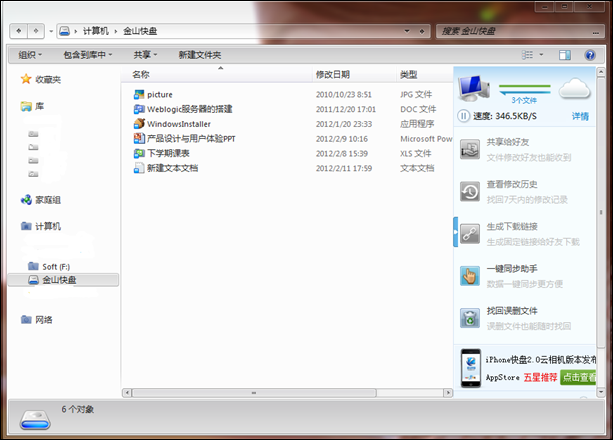 计算机 ▸ 金山快盘
搜索 金山快盘
组织 包含到库中 共享 新建文件夹
收藏夹
库
家庭组
计算机
Soft (F:)
金山快盘
网络
名称 修改日期 类型
picture 2010/10/23 8:51 JPG 文件
Weblogic服务器的搭建 2011/12/20 17:01 DOC 文件
WindowsInstaller 2012/1/20 23:33 应用程序
产品设计与用户体验PPT 2012/2/9 10:16 Microsoft Pow
下学期课表 2012/2/8 15:39 XLS 文件
新建文本文档 2012/2/11 17:59 文本文档
3个文件
速度: 346.5KB/S 详情
共享给好友
文件修改好友也能收到
查看修改历史
找回7天内的修改记录
生成下载链接
生成固定链接给好友下载
一键同步助手
数据一键同步更方便
找回误删文件
误删文件也能随时找回
iPhone快盘2.0云相机版本发布
AppStore 五星推荐 点击查看
6 个对象